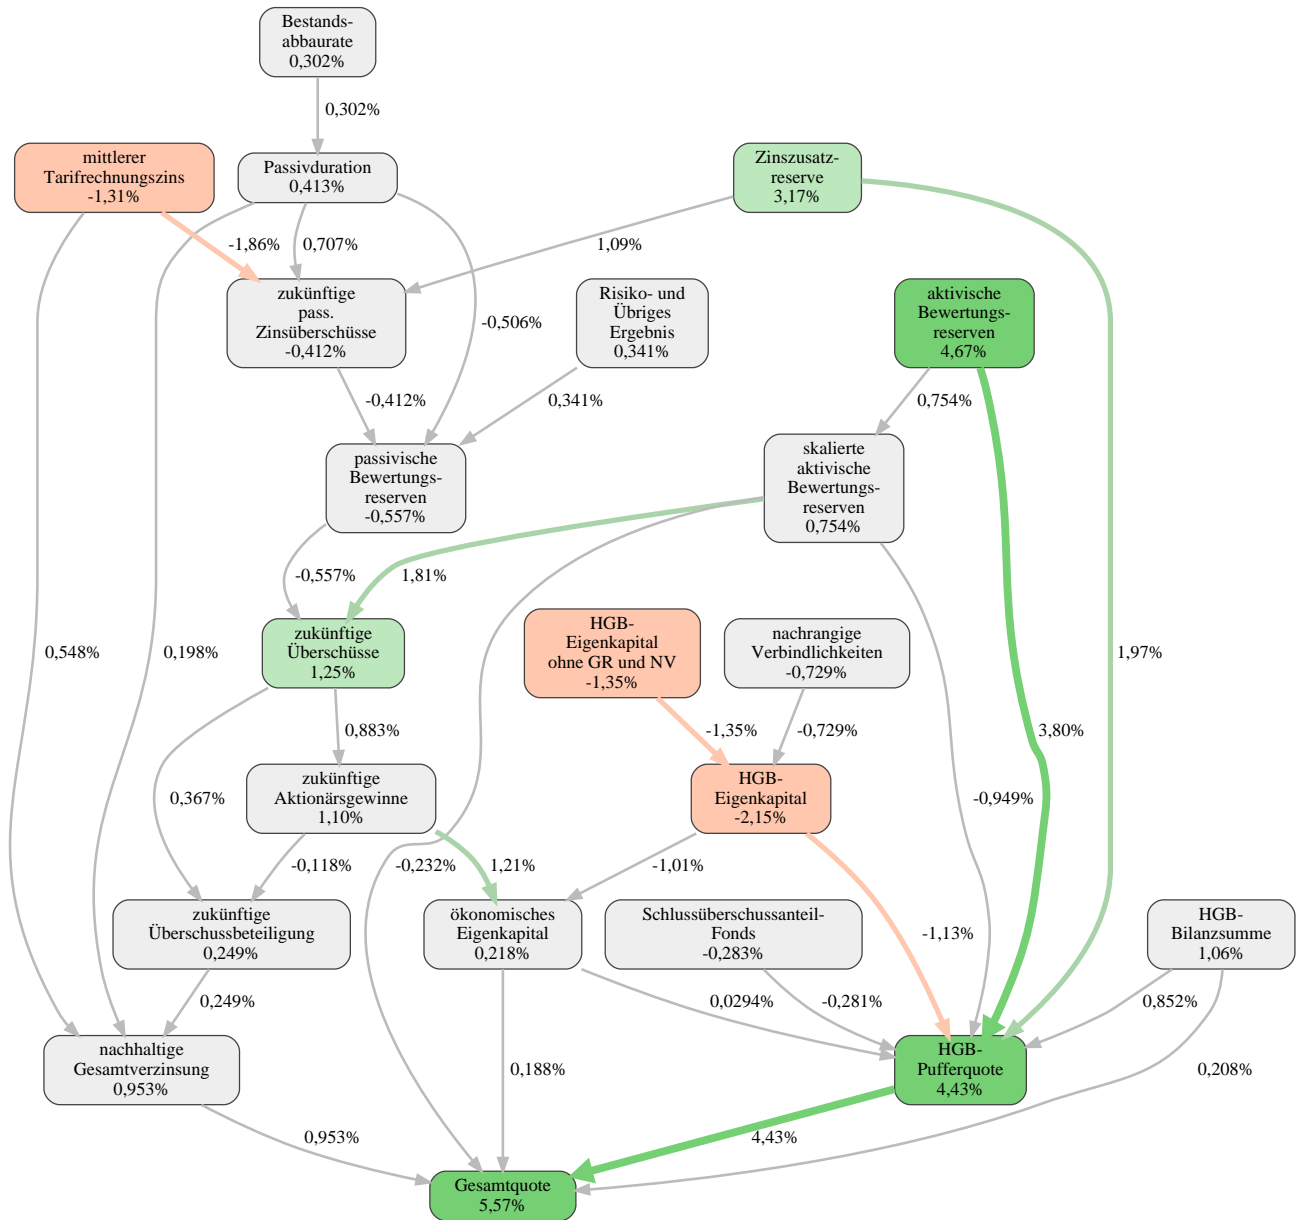 Bestands-
abbaurate
0,302%
0,302%
mittlerer
Tarifrechnungszins
-1,31%
Passivduration
0,413%
Zinszusatz-
reserve
3,17%
-1,86%
0,707%
1,09%
zukünftige
pass.
Zinsüberschüsse
-0,412%
-0,506%
Risiko- und
Übriges
Ergebnis
0,341%
aktivische
Bewertungs-
reserven
4,67%
-0,412%
0,341%
0,754%
passivische
Bewertungs-
reserven
-0,557%
skalierte
aktivische
Bewertungs-
reserven
0,754%
-0,557%
1,81%
0,548%
0,198%
zukünftige
Überschüsse
1,25%
HGB-
Eigenkapital
ohne GR und NV
-1,35%
nachrangige
Verbindlichkeiten
-0,729%
1,97%
0,883%
-1,35%
-0,729%
3,80%
0,367%
zukünftige
Aktionärsgewinne
1,10%
HGB-
Eigenkapital
-2,15%
-0,949%
-0,118%
-0,232%
1,21%
-1,01%
zukünftige
Überschussbeteiligung
0,249%
ökonomisches
Eigenkapital
0,218%
Schlussüberschussanteil-
Fonds
-0,283%
-1,13%
HGB-
Bilanzsumme
1,06%
0,249%
0,0294%
-0,281%
0,852%
nachhaltige
Gesamtverzinsung
0,953%
0,188%
HGB-
Pufferquote
4,43%
0,208%
0,953%
4,43%
Gesamtquote
5,57%